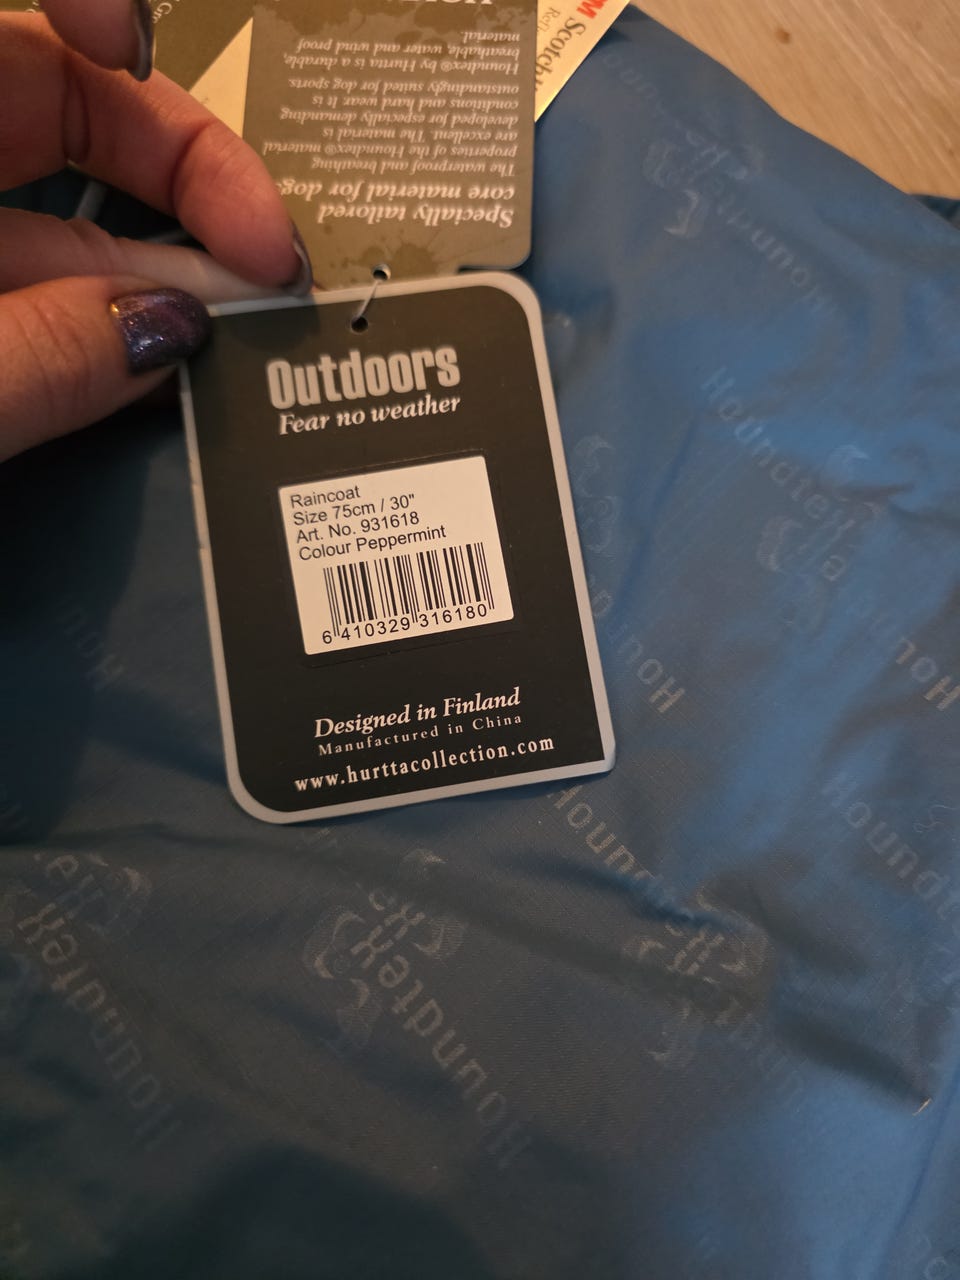 HOUNDTEX
Specially tailored
core material for dogs
The waterproof and breathing
properties of the Houndtex® material
are excellent. The material is
developed for especially demanding
conditions and hard wear. It is
outstandingly suited for dog sports.
Houndtex® by Hurtta is a durable,
breathable, water and wind proof
material.
Outdoors
Fear no weather
Raincoat
Size 75cm / 30"
Art. No. 931618
Colour Peppermint
6 410329 316180
Designed in Finland
Manufactured in China
www.hurttacollection.com
Houndtex
Houndtex
Houndtex
Houndtex